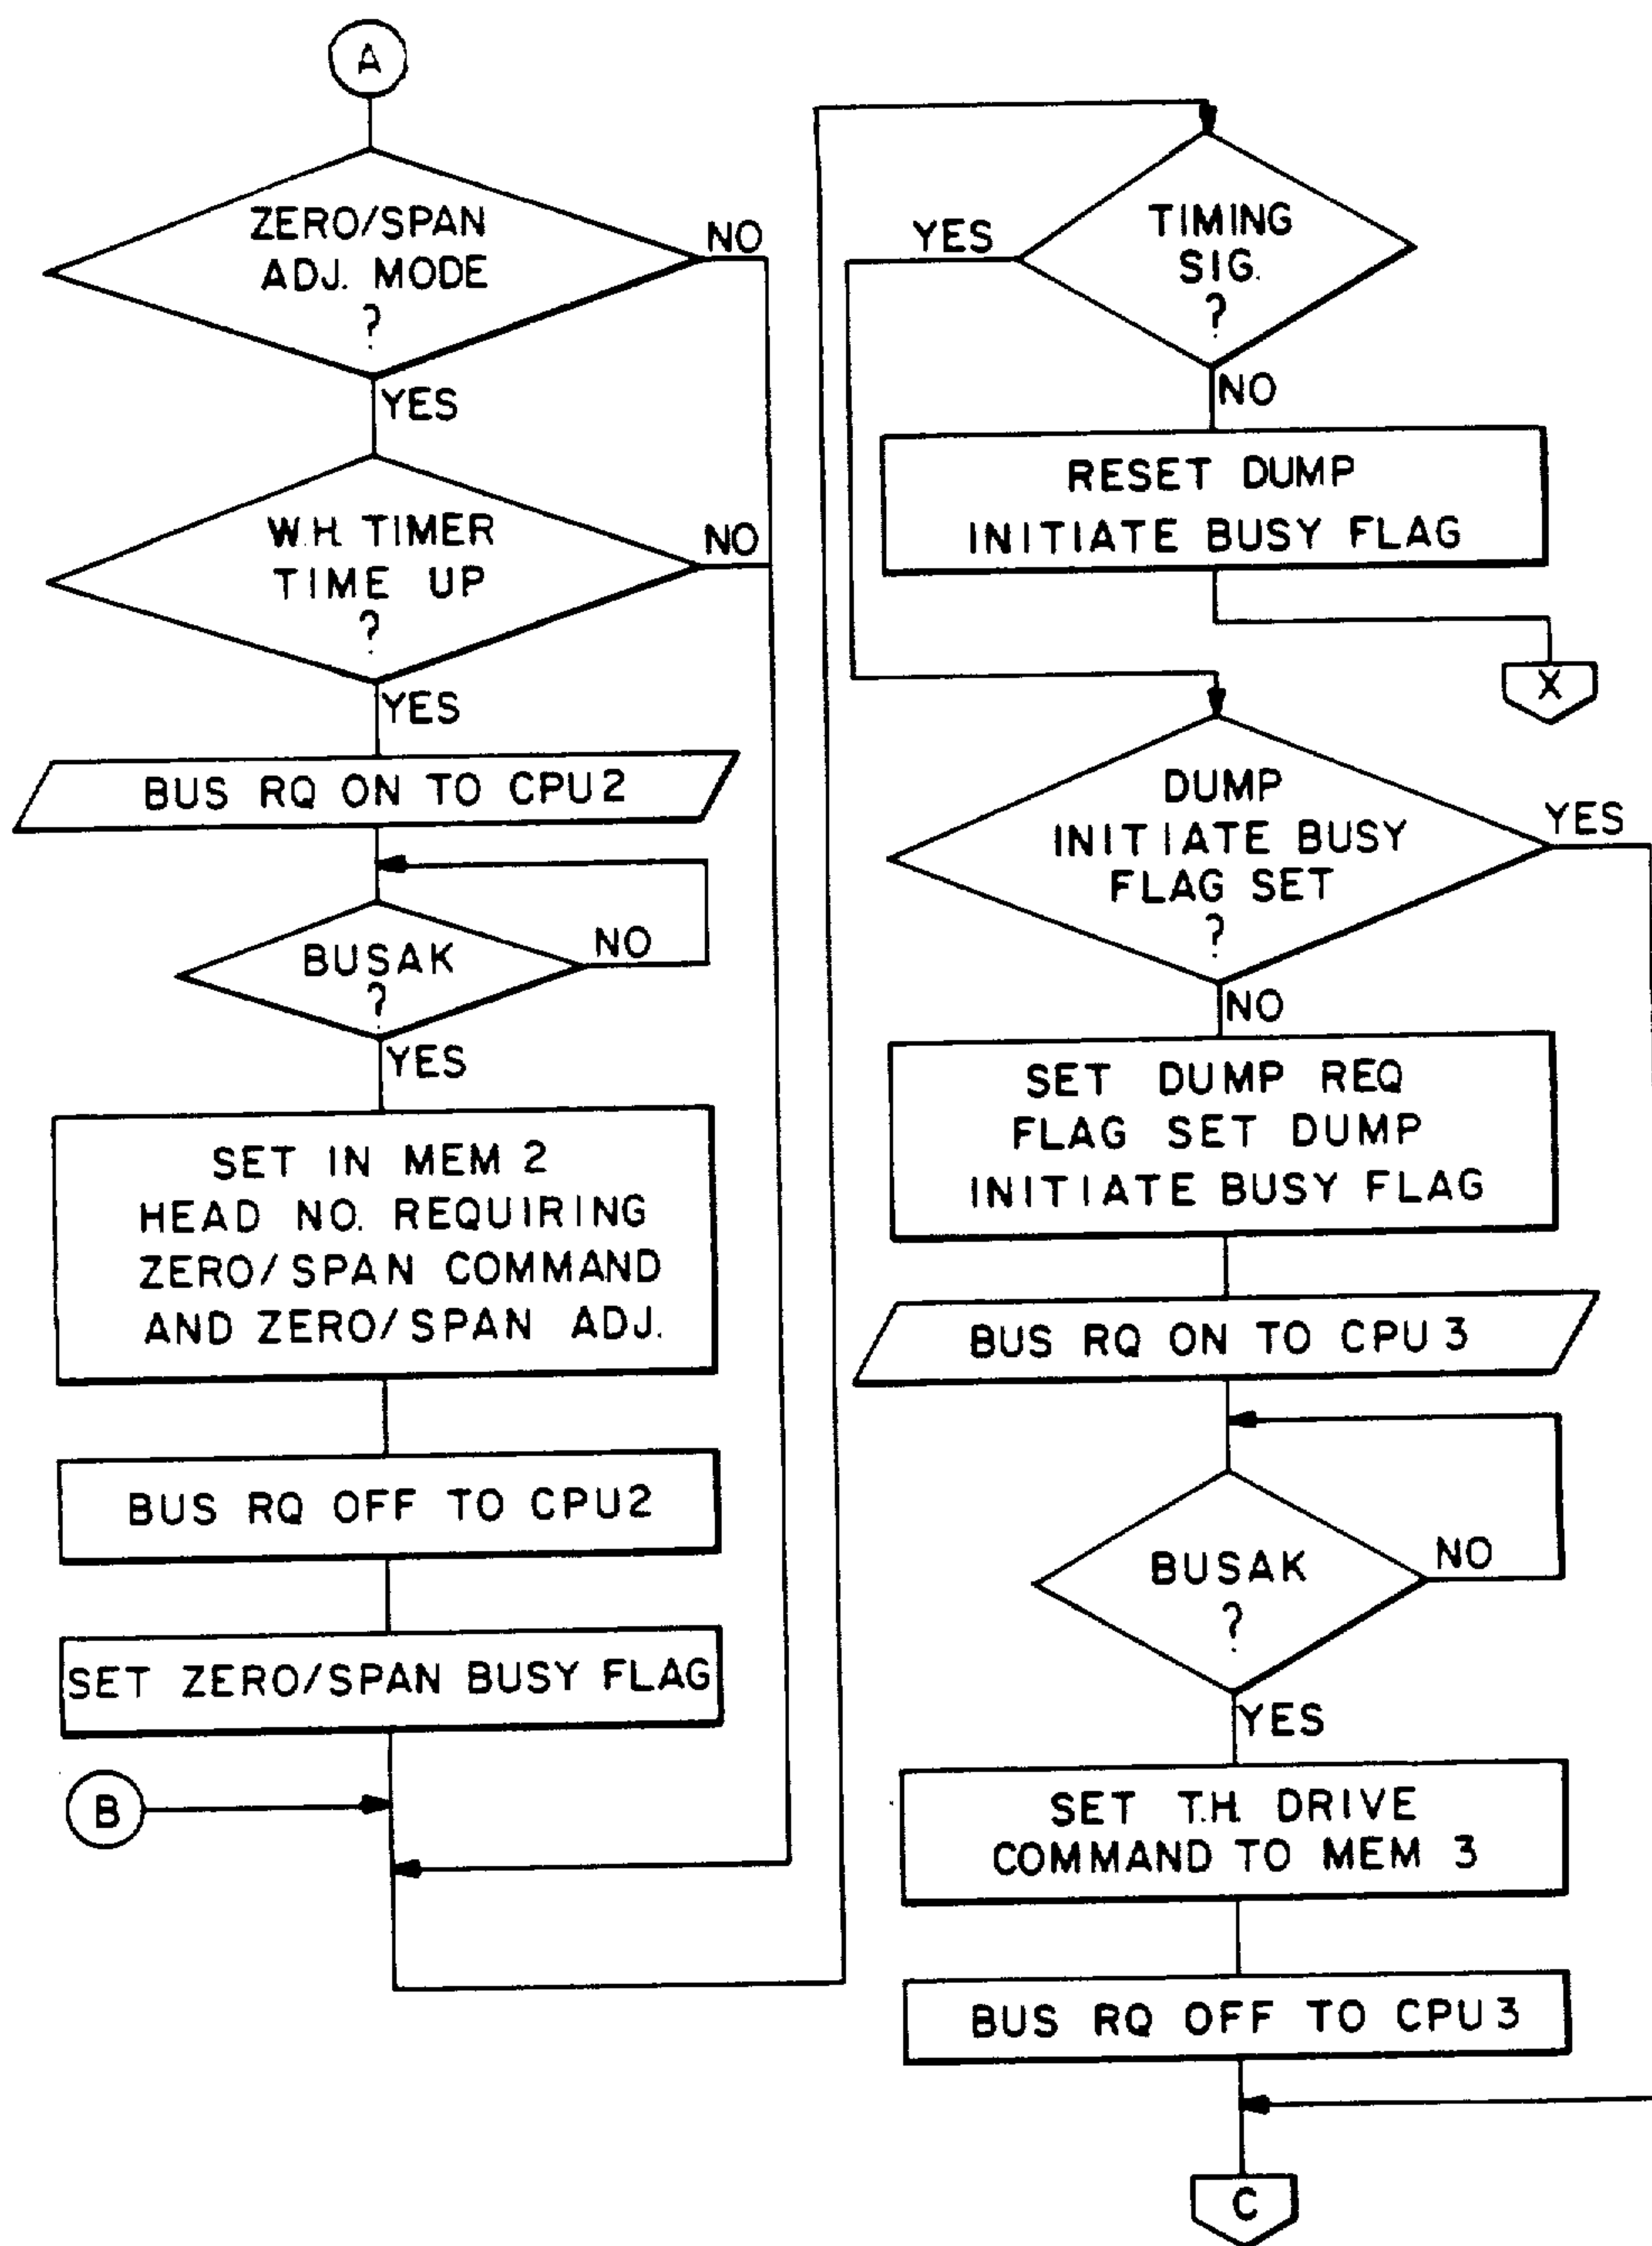 A
ZERO/SPAN
ADJ. MODE
?
NO
YES
W.H. TIMER
TIME UP
?
NO
YES
BUS RQ ON TO CPU2
BUSAK
?
NO
YES
SET IN MEM 2
HEAD NO. REQUIRING
ZERO/SPAN COMMAND
AND ZERO/SPAN ADJ.
BUS RQ OFF TO CPU2
SET ZERO/SPAN BUSY FLAG
B
TIMING
SIG.
?
YES
NO
RESET DUMP
INITIATE BUSY FLAG
X
DUMP
INITIATE BUSY
FLAG SET
?
YES
NO
SET DUMP REQ
FLAG SET DUMP
INITIATE BUSY FLAG
BUS RQ ON TO CPU3
BUSAK
?
NO
YES
SET T.H. DRIVE
COMMAND TO MEM 3
BUS RQ OFF TO CPU3
C